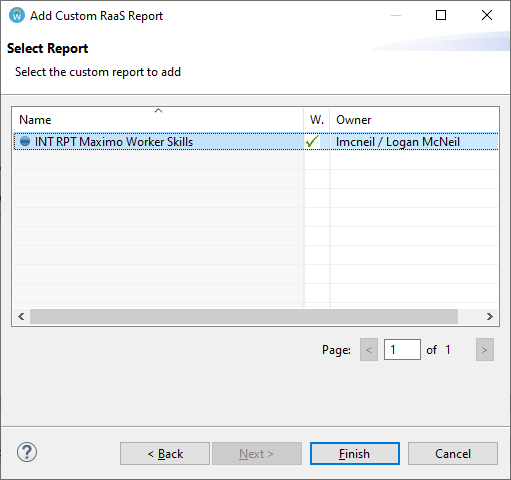 Add Custom RaaS Report
Select Report
Select the custom report to add
Name W. Owner
INT RPT Maximo Worker Skills lmcneil / Logan McNeil
Page: < 1 of 1 >
? < Back Next > Finish Cancel